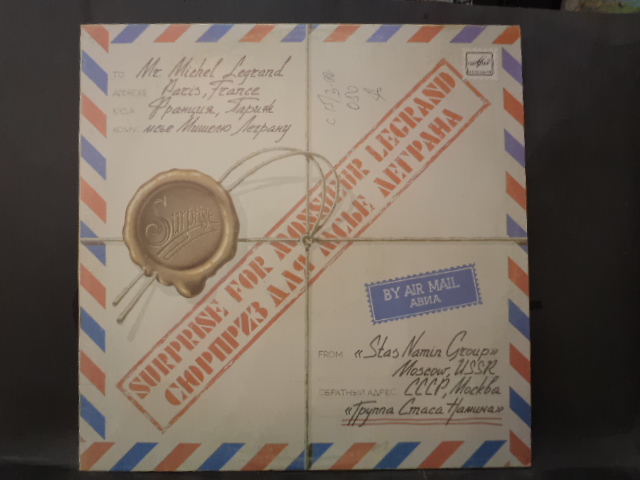 TO Mr. Michel Legrand
ADDRESS Paris, France
КУДА Франция, Париж
КОМУ мсье Мишелю Леграну
Surprise
SURPRISE FOR MONSIEUR LEGRAND
СЮРПРИЗ ДЛЯ МСЬЕ ЛЕГРАНА
BY AIR MAIL
АВИА
FROM «Stas Namin Group»
Moscow, USSR
ОБРАТНЫЙ АДРЕС СССР, Москва
«Группа Стаса Намина»